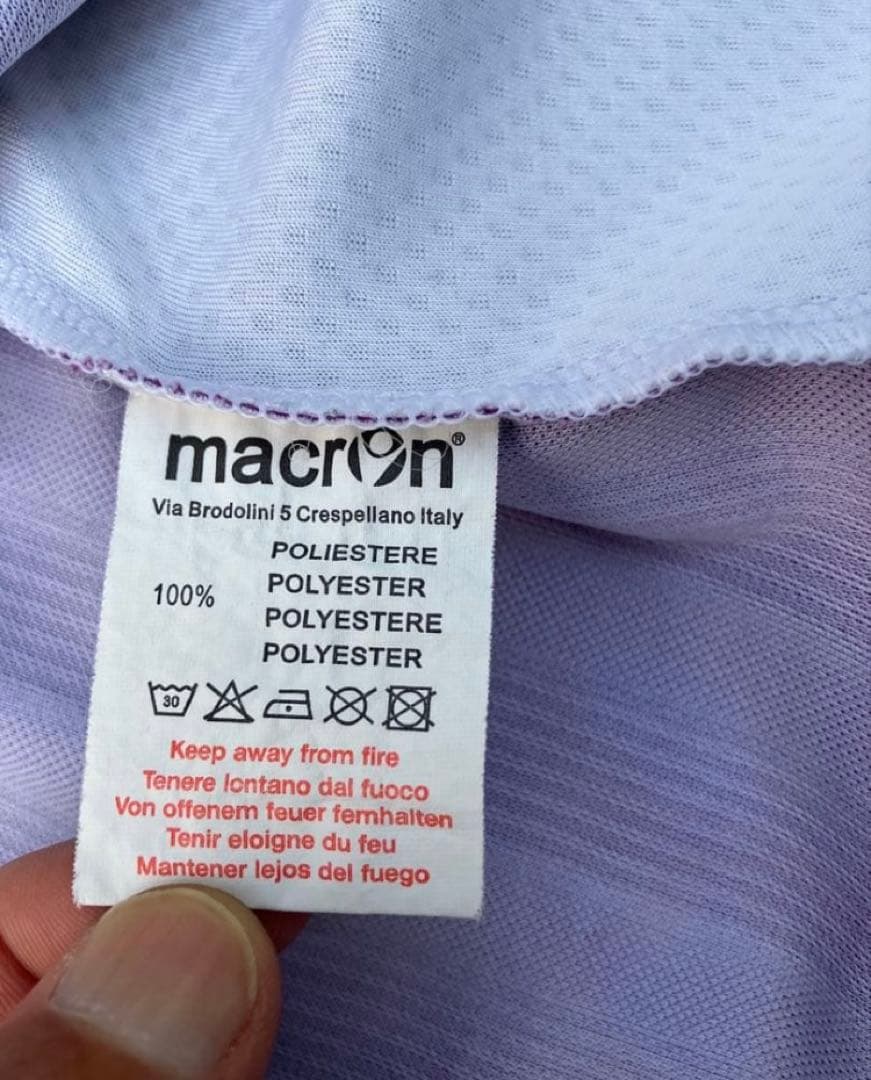 macron®
Via Brodolini 5 Crespellano Italy
POLIESTERE
100% POLYESTER
POLYESTERE
POLYESTER
30
Keep away from fire
Tenere lontano dal fuoco
Von offenem feuer fernhalten
Tenir eloigne du feu
Mantener lejos del fuego